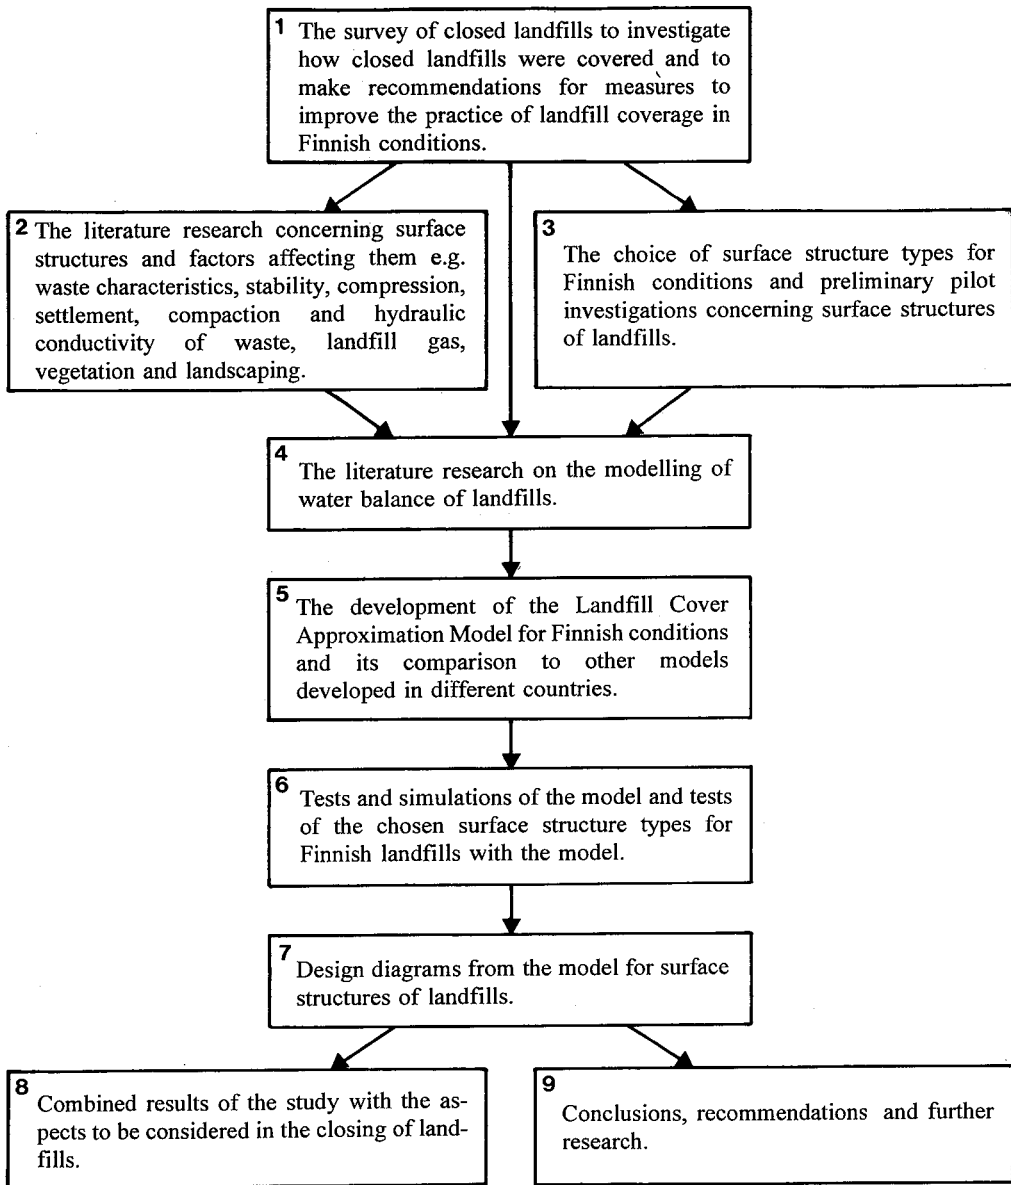 1 The survey of closed landfills to investigate
how closed landfills were covered and to
make recommendations for measures to
improve the practice of landfill coverage in
Finnish conditions.
2 The literature research concerning surface
structures and factors affecting them e.g.
waste characteristics, stability, compression,
settlement, compaction and hydraulic
conductivity of waste, landfill gas,
vegetation and landscaping.
3
The choice of surface structure types for
Finnish conditions and preliminary pilot
investigations concerning surface structures
of landfills.
4
The literature research on the modelling of
water balance of landfills.
5
The development of the Landfill Cover
Approximation Model for Finnish conditions
and its comparison to other models
developed in different countries.
6
Tests and simulations of the model and tests
of the chosen surface structure types for
Finnish landfills with the model.
7
Design diagrams from the model for surface
structures of landfills.
8
Combined results of the study with the as-
pects to be considered in the closing of land-
fills.
9
Conclusions, recommendations and further
research.